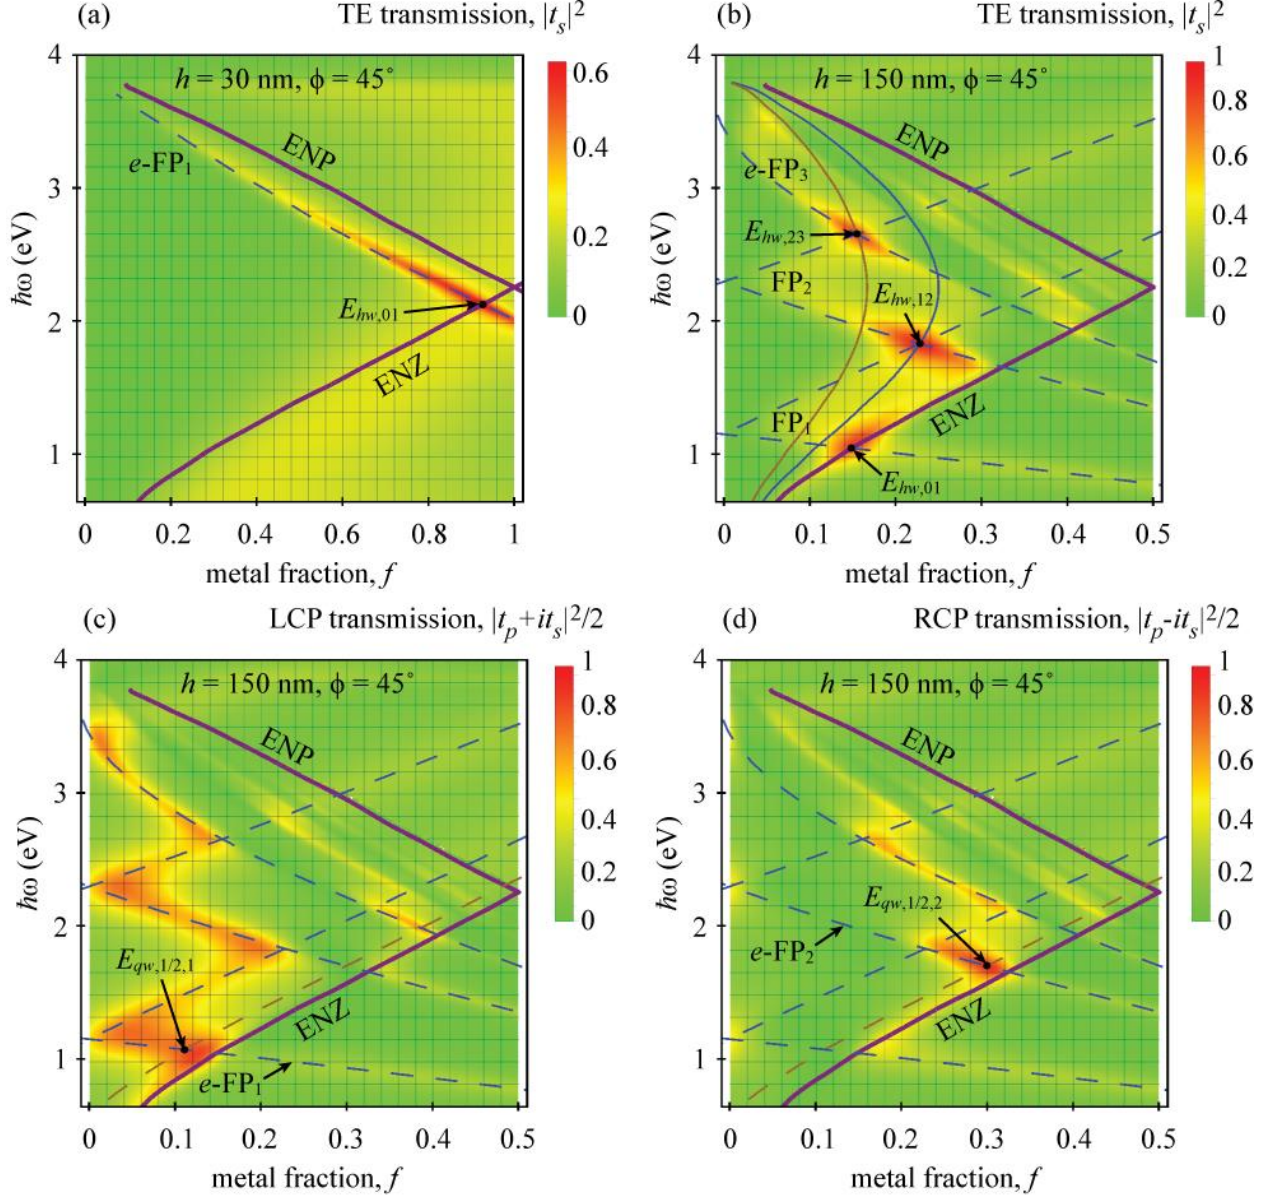 (a) TE transmission, |tₛ|²
h = 30 nm, ϕ = 45°
ENP
e-FP₁
E_hw,01
ENZ
ħω (eV)
4
3
2
1
0 0.2 0.4 0.6 0.8 1
metal fraction, f
0.6
0.4
0.2
0
(b) TE transmission, |tₛ|²
h = 150 nm, ϕ = 45°
ENP
e-FP₃
E_hw,23
FP₂
E_hw,12
FP₁
ENZ
E_hw,01
ħω (eV)
4
3
2
1
0 0.1 0.2 0.3 0.4 0.5
metal fraction, f
1
0.8
0.6
0.4
0.2
0
(c) LCP transmission, |tₚ+itₛ|²/2
h = 150 nm, ϕ = 45°
ENP
E_qw,1/2,1
ENZ
e-FP₁
ħω (eV)
4
3
2
1
0 0.1 0.2 0.3 0.4 0.5
metal fraction, f
1
0.8
0.6
0.4
0.2
0
(d) RCP transmission, |tₚ-itₛ|²/2
h = 150 nm, ϕ = 45°
ENP
E_qw,1/2,2
e-FP₂
ENZ
ħω (eV)
4
3
2
1
0 0.1 0.2 0.3 0.4 0.5
metal fraction, f
1
0.8
0.6
0.4
0.2
0